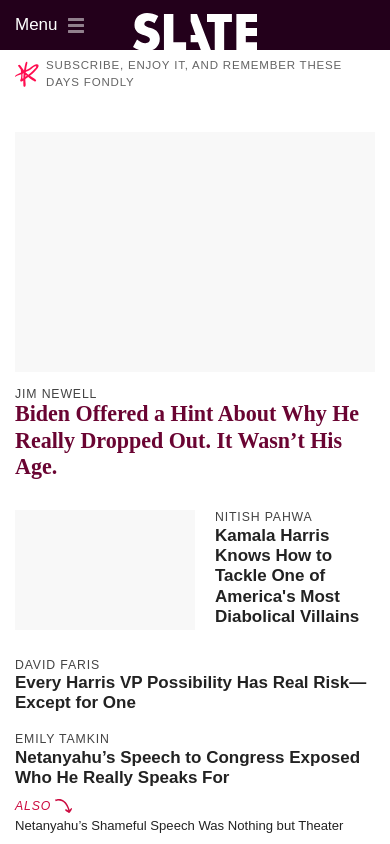 Menu
SLATE
SUBSCRIBE, ENJOY IT, AND REMEMBER THESE
DAYS FONDLY
JIM NEWELL
Biden Offered a Hint About Why He
Really Dropped Out. It Wasn’t His
Age.
NITISH PAHWA
Kamala Harris
Knows How to
Tackle One of
America's Most
Diabolical Villains
DAVID FARIS
Every Harris VP Possibility Has Real Risk—
Except for One
EMILY TAMKIN
Netanyahu’s Speech to Congress Exposed
Who He Really Speaks For
ALSO
Netanyahu’s Shameful Speech Was Nothing but Theater